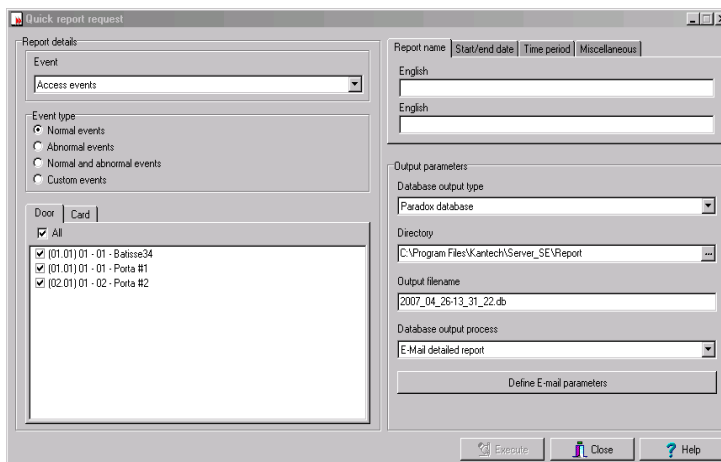 Quick report request
Report details
Event
Access events
Event type
Normal events
Abnormal events
Normal and abnormal events
Custom events
Door Card
All
(01.01) 01 - 01 - Batisse34
(01.01) 01 - 01 - Porta #1
(02.01) 01 - 02 - Porta #2
Report name Start/end date Time period Miscellaneous
English
English
Output parameters
Database output type
Paradox database
Directory
C:\Program Files\Kantech\Server_SE\Report
...
Output filename
2007_04_26-13_31_22.db
Database output process
E-Mail detailed report
Define E-mail parameters
Execute Close Help